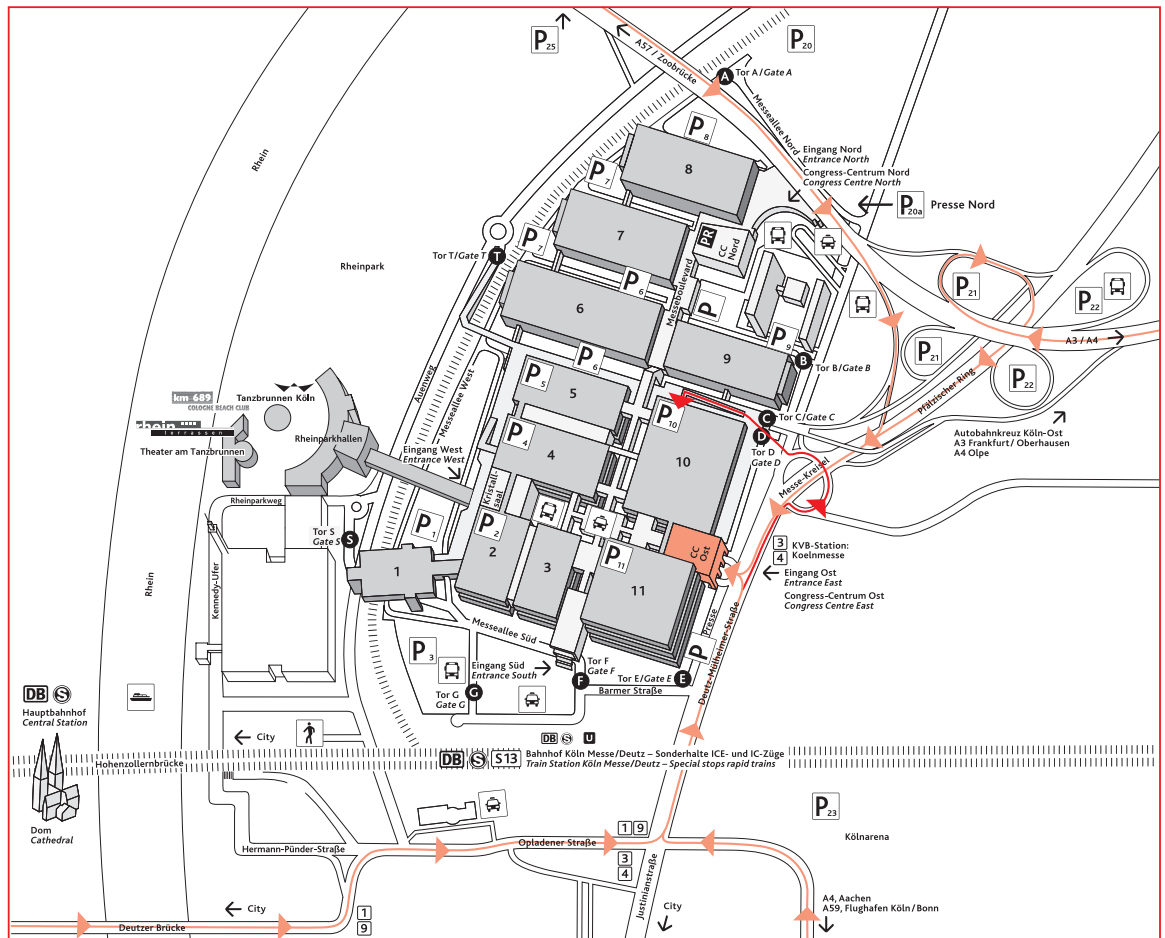 P25
A57 / Zoobrücke
P20
A
Tor A/Gate A
Messeallee Nord
P8
8
Eingang Nord
Entrance North
Congress-Centrum Nord
Congress Centre North
Rhein
P7
P20a
Presse Nord
7
PR
CC
Nord
P7
T
Tor T/Gate T
Rheinpark
Messeboulevard
P6
P
6
P21
P22
P9
9
B
Tor B/Gate B
A3 / A4
P21
P22
Pfälzischer Ring
P6
P5
5
Auenweg
Messeallee West
km 689
COLOGNE BEACH CLUB
Tanzbrunnen Köln
rhein
terrassen
Theater am Tanzbrunnen
Rheinparkhallen
P10
C
Tor C/Gate C
D
Tor D
Gate D
Autobahnkreuz Köln-Ost
A3 Frankfurt / Oberhausen
A4 Olpe
P4
4
10
Eingang West
Entrance West
Kristall-
saal
Messe-Kreisel
Rheinparkweg
Tor S
Gate S
S
P1
P2
2
3
1
P11
11
CC
Ost
3
4
KVB-Station:
Koelnmesse
Eingang Ost
Entrance East
Congress-Centrum Ost
Congress Centre East
Rhein
Kennedy-Ufer
Messeallee Süd
Presse
P
P3
Eingang Süd
Entrance South
Tor F
Gate F
F
Tor E/Gate E
E
Barmer Straße
Tor G
Gate G
G
Deutz-Mülheimer-Straße
DB S
Hauptbahnhof
Central Station
City
DB S U
DB S S13
Bahnhof Köln Messe/Deutz – Sonderhalte ICE- und IC-Züge
Train Station Köln Messe/Deutz – Special stops rapid trains
Hohenzollernbrücke
Dom
Cathedral
P23
Kölnarena
1 9
Opladener Straße
3
4
Hermann-Pünder-Straße
Justinianstraße
City
City
1
9
Deutzer Brücke
A4, Aachen
A59, Flughafen Köln/Bonn